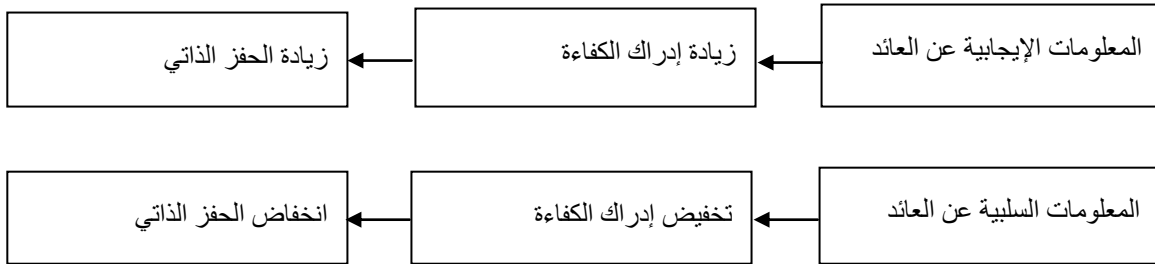 المعلومات الإيجابية عن العائد
زيادة إدراك الكفاءة
زيادة الحفز الذاتي
المعلومات السلبية عن العائد
تخفيض إدراك الكفاءة
انخفاض الحفز الذاتي